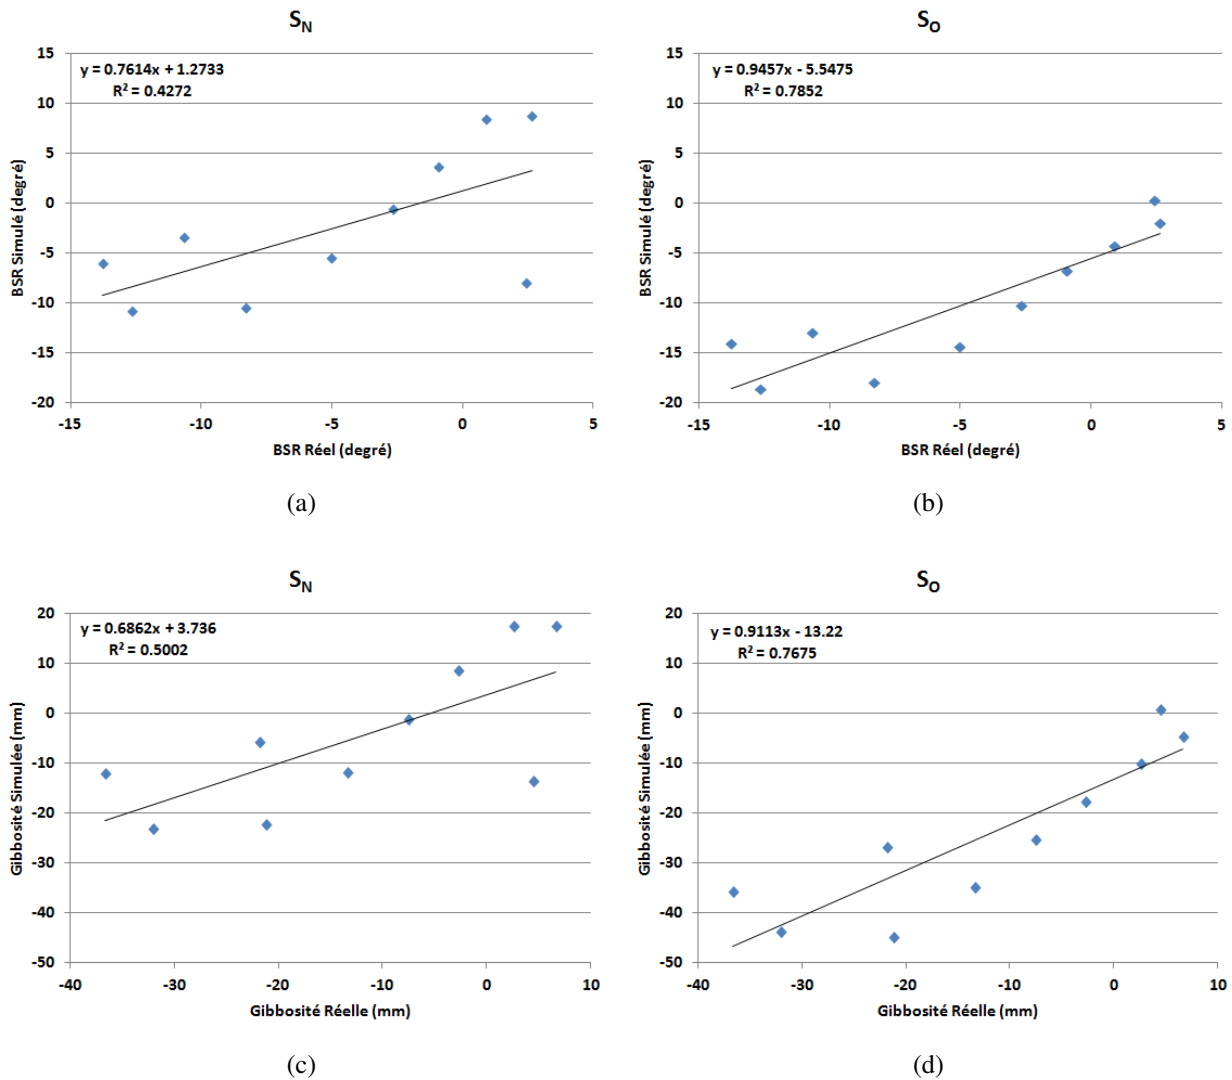 S_N
y = 0.7614x + 1.2733
R² = 0.4272
15
10
5
0
-5
-10
-15
-20
-15 -10 -5 0 5
BSR Simulé (degré)
BSR Réel (degré)
(a)
S_O
y = 0.9457x - 5.5475
R² = 0.7852
15
10
5
0
-5
-10
-15
-20
-15 -10 -5 0 5
BSR Simulé (degré)
BSR Réel (degré)
(b)
S_N
y = 0.6862x + 3.736
R² = 0.5002
20
10
0
-10
-20
-30
-40
-50
-40 -30 -20 -10 0 10
Gibbosité Simulée (mm)
Gibbosité Réelle (mm)
(c)
S_O
y = 0.9113x - 13.22
R² = 0.7675
20
10
0
-10
-20
-30
-40
-50
-40 -30 -20 -10 0 10
Gibbosité Simulée (mm)
Gibbosité Réelle (mm)
(d)